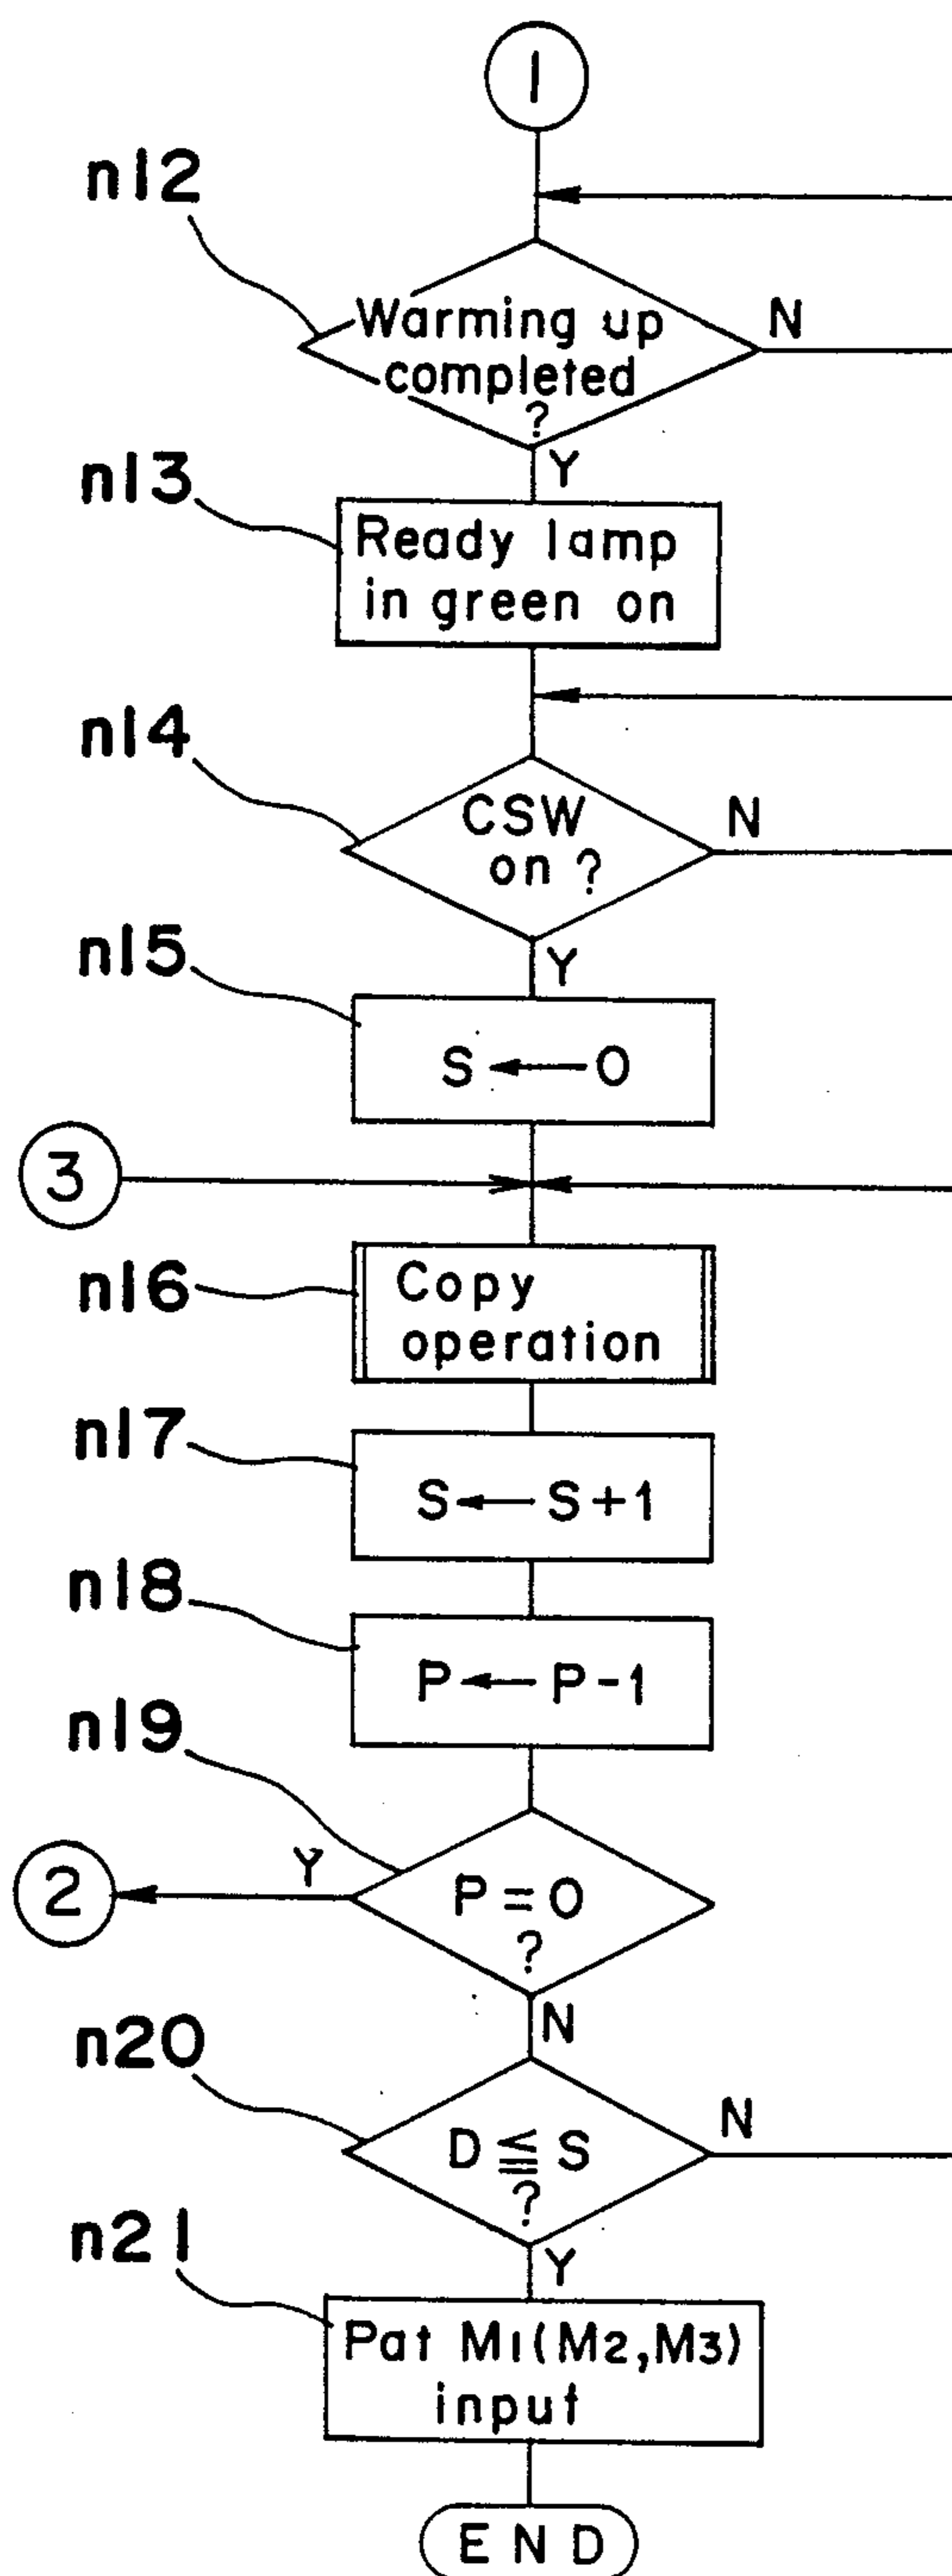 1
n12
Warming up
completed
?
N
Y
n13
Ready lamp
in green on
n14
CSW
on ?
N
Y
n15
S ← 0
3
n16
Copy
operation
n17
S ← S+1
n18
P ← P-1
n19
Y
2
P = 0
?
N
n20
D ≦ S
?
N
Y
n21
Pat M1(M2,M3)
input
END